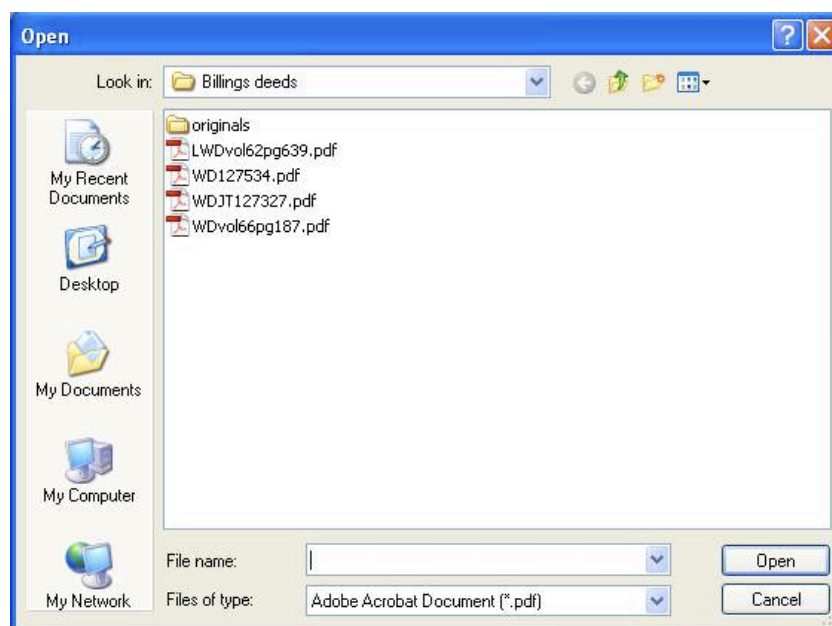 Open
Look in:
Billings deeds
My Recent
Documents
Desktop
My Documents
My Computer
My Network
originals
LWDvol62pg639.pdf
WD127534.pdf
WDJT127327.pdf
WDvol66pg187.pdf
File name:
Open
Files of type:
Adobe Acrobat Document (*.pdf)
Cancel